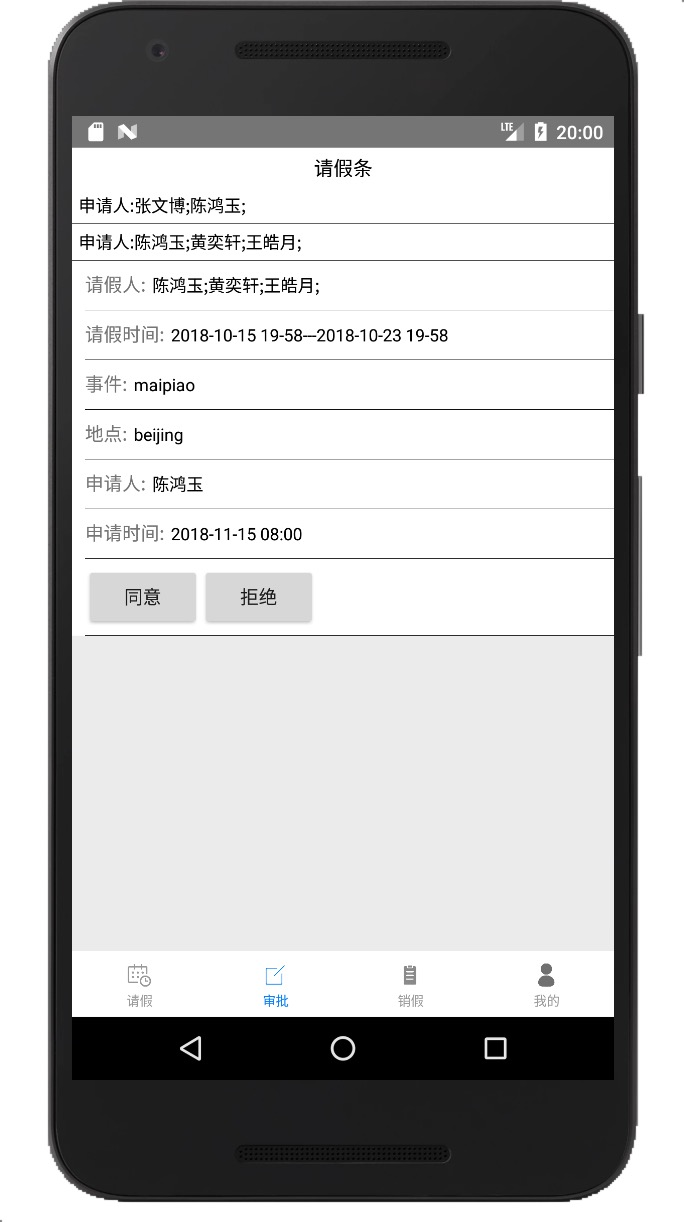 LTE 20:00
请假条
申请人:张文博;陈鸿玉;
申请人:陈鸿玉;黄奕轩;王皓月;
请假人: 陈鸿玉;黄奕轩;王皓月;
请假时间: 2018-10-15 19-58---2018-10-23 19-58
事件: maipiao
地点: beijing
申请人: 陈鸿玉
申请时间: 2018-11-15 08:00
同意 拒绝
请假 审批 销假 我的